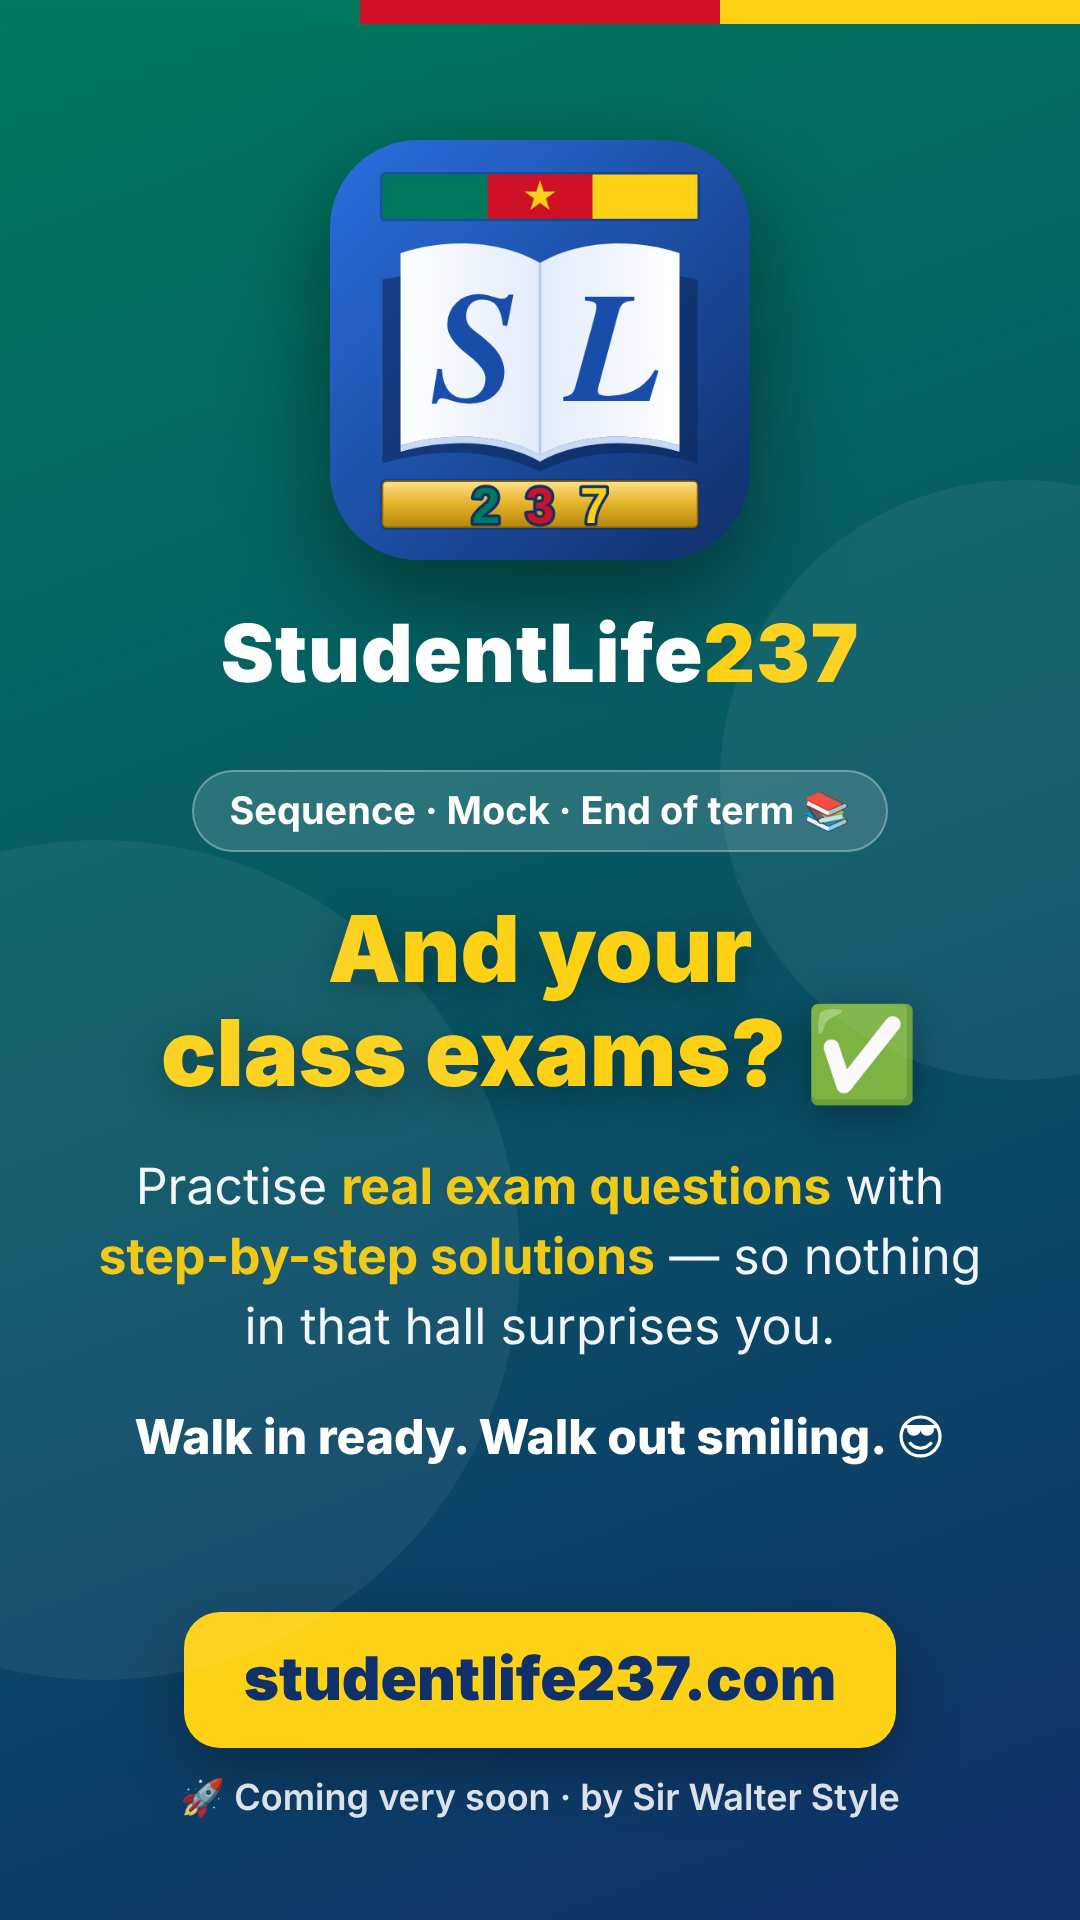 S L
2 3 7
StudentLife237
Sequence · Mock · End of term 📚
And your
class exams? ✅
Practise real exam questions with
step-by-step solutions — so nothing
in that hall surprises you.
Walk in ready. Walk out smiling. 😎
studentlife237.com
🚀 Coming very soon · by Sir Walter Style